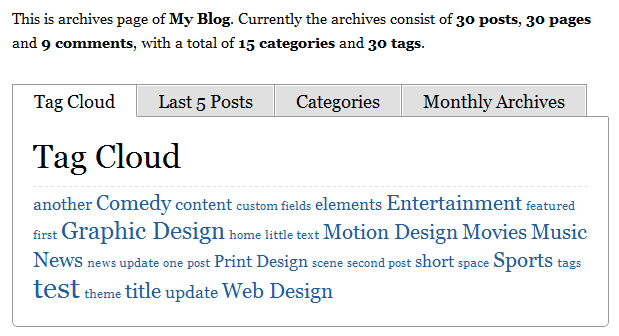 This is archives page of My Blog. Currently the archives consist of 30 posts, 30 pages
and 9 comments, with a total of 15 categories and 30 tags.
Tag Cloud Last 5 Posts Categories Monthly Archives
Tag Cloud
another Comedy content custom fields elements Entertainment featured
first Graphic Design home little text Motion Design Movies Music
News news update one post Print Design scene second post short space Sports tags
test theme title update Web Design